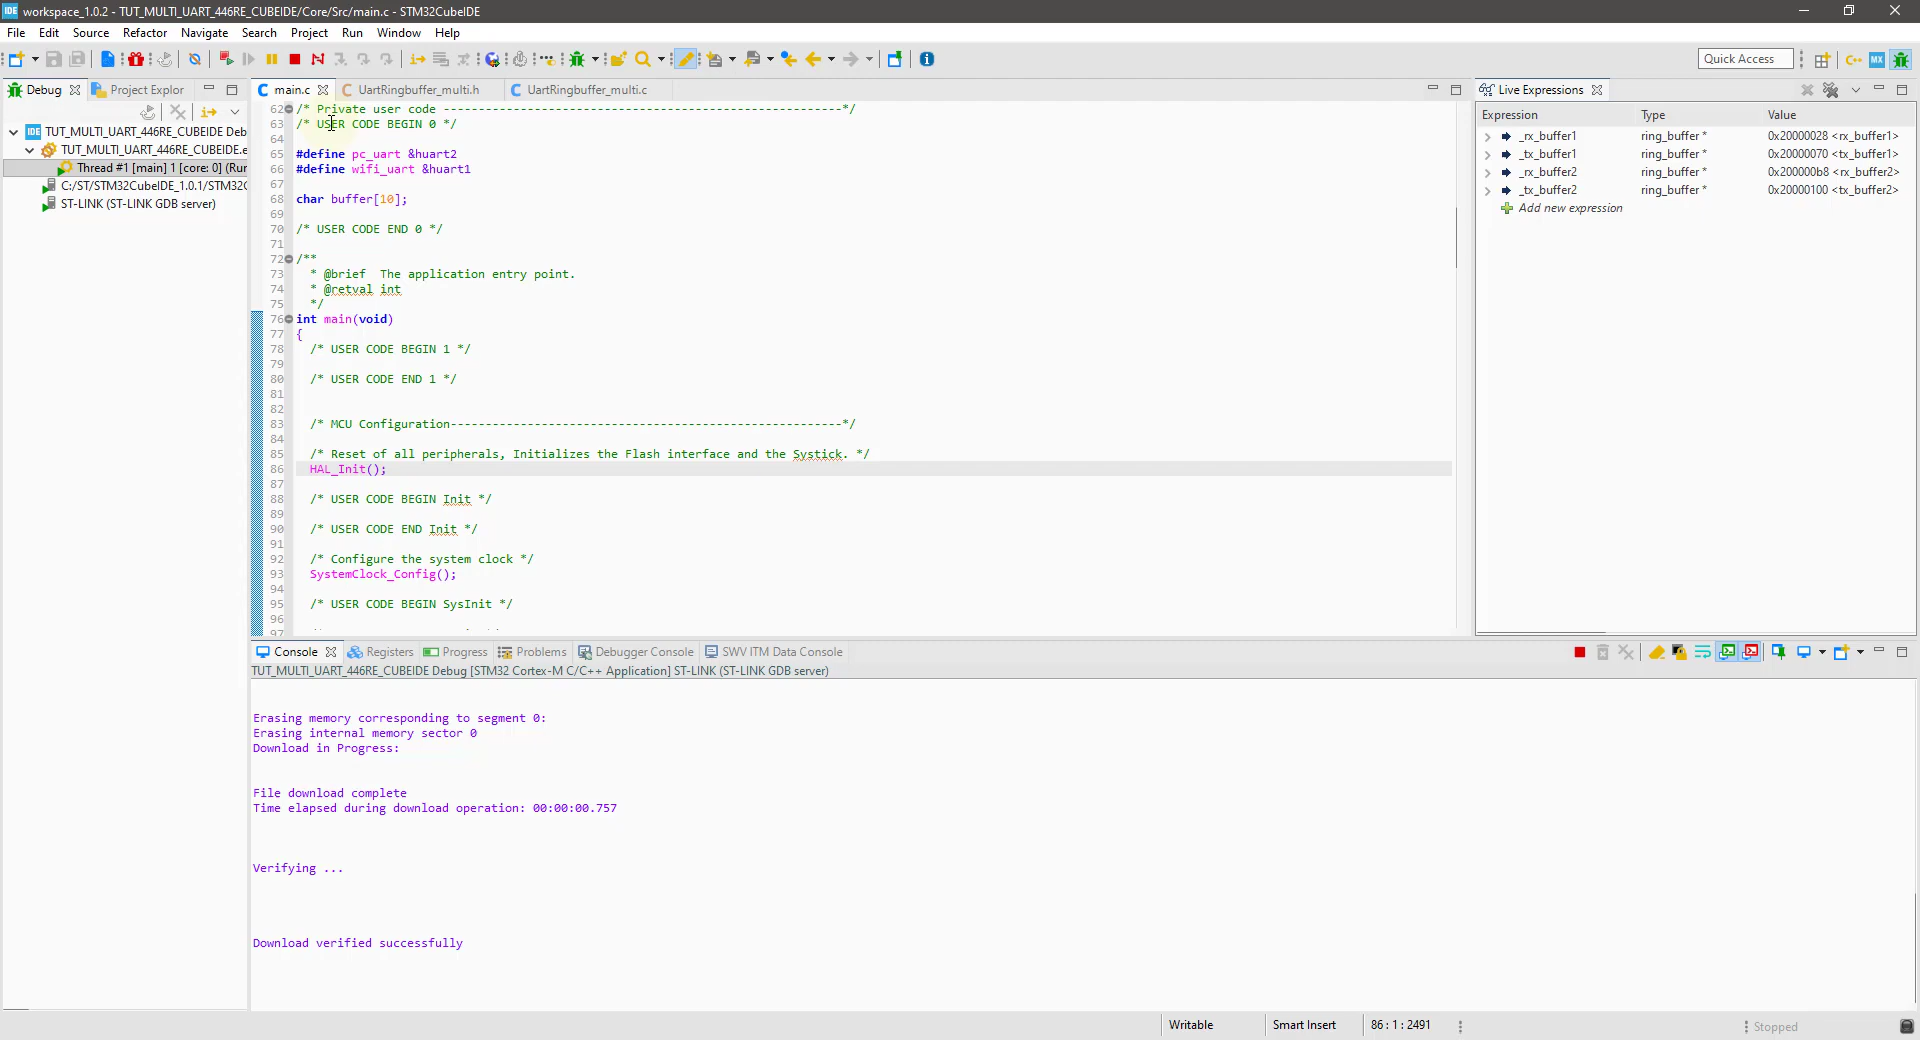 workspace_1.0.2 - TUT_MULTI_UART_446RE_CUBEIDE/Core/Src/main.c - STM32CubeIDE
File Edit Source Refactor Navigate Search Project Run Window Help
Quick Access
Debug Project Explor
main.c UartRingbuffer_multi.h UartRingbuffer_multi.c
Live Expressions
TUT_MULTI_UART_446RE_CUBEIDE Deb
TUT_MULTI_UART_446RE_CUBEIDE.e
Thread #1 [main] 1 [core: 0] (Run
C:/ST/STM32CubeIDE_1.0.1/STM32C
ST-LINK (ST-LINK GDB server)
62 /* Private user code ---------------------------------------------------------*/
63 /* USER CODE BEGIN 0 */
64
65 #define pc_uart &huart2
66 #define wifi_uart &huart1
67
68 char buffer[10];
69
70 /* USER CODE END 0 */
71
72 /**
73 * @brief The application entry point.
74 * @retval int
75 */
76 int main(void)
77 {
78 /* USER CODE BEGIN 1 */
79
80 /* USER CODE END 1 */
81
82
83 /* MCU Configuration--------------------------------------------------------*/
84
85 /* Reset of all peripherals, Initializes the Flash interface and the Systick. */
86 HAL_Init();
87
88 /* USER CODE BEGIN Init */
89
90 /* USER CODE END Init */
91
92 /* Configure the system clock */
93 SystemClock_Config();
94
95 /* USER CODE BEGIN SysInit */
96
97
Expression Type Value
_rx_buffer1 ring_buffer * 0x20000028 <rx_buffer1>
_tx_buffer1 ring_buffer * 0x20000070 <tx_buffer1>
_rx_buffer2 ring_buffer * 0x200000b8 <rx_buffer2>
_tx_buffer2 ring_buffer * 0x20000100 <tx_buffer2>
Add new expression
Console Registers Progress Problems Debugger Console SWV ITM Data Console
TUT_MULTI_UART_446RE_CUBEIDE Debug [STM32 Cortex-M C/C++ Application] ST-LINK (ST-LINK GDB server)
Erasing memory corresponding to segment 0:
Erasing internal memory sector 0
Download in Progress:
File download complete
Time elapsed during download operation: 00:00:00.757
Verifying ...
Download verified successfully
Writable Smart Insert 86 : 1 : 2491 Stopped